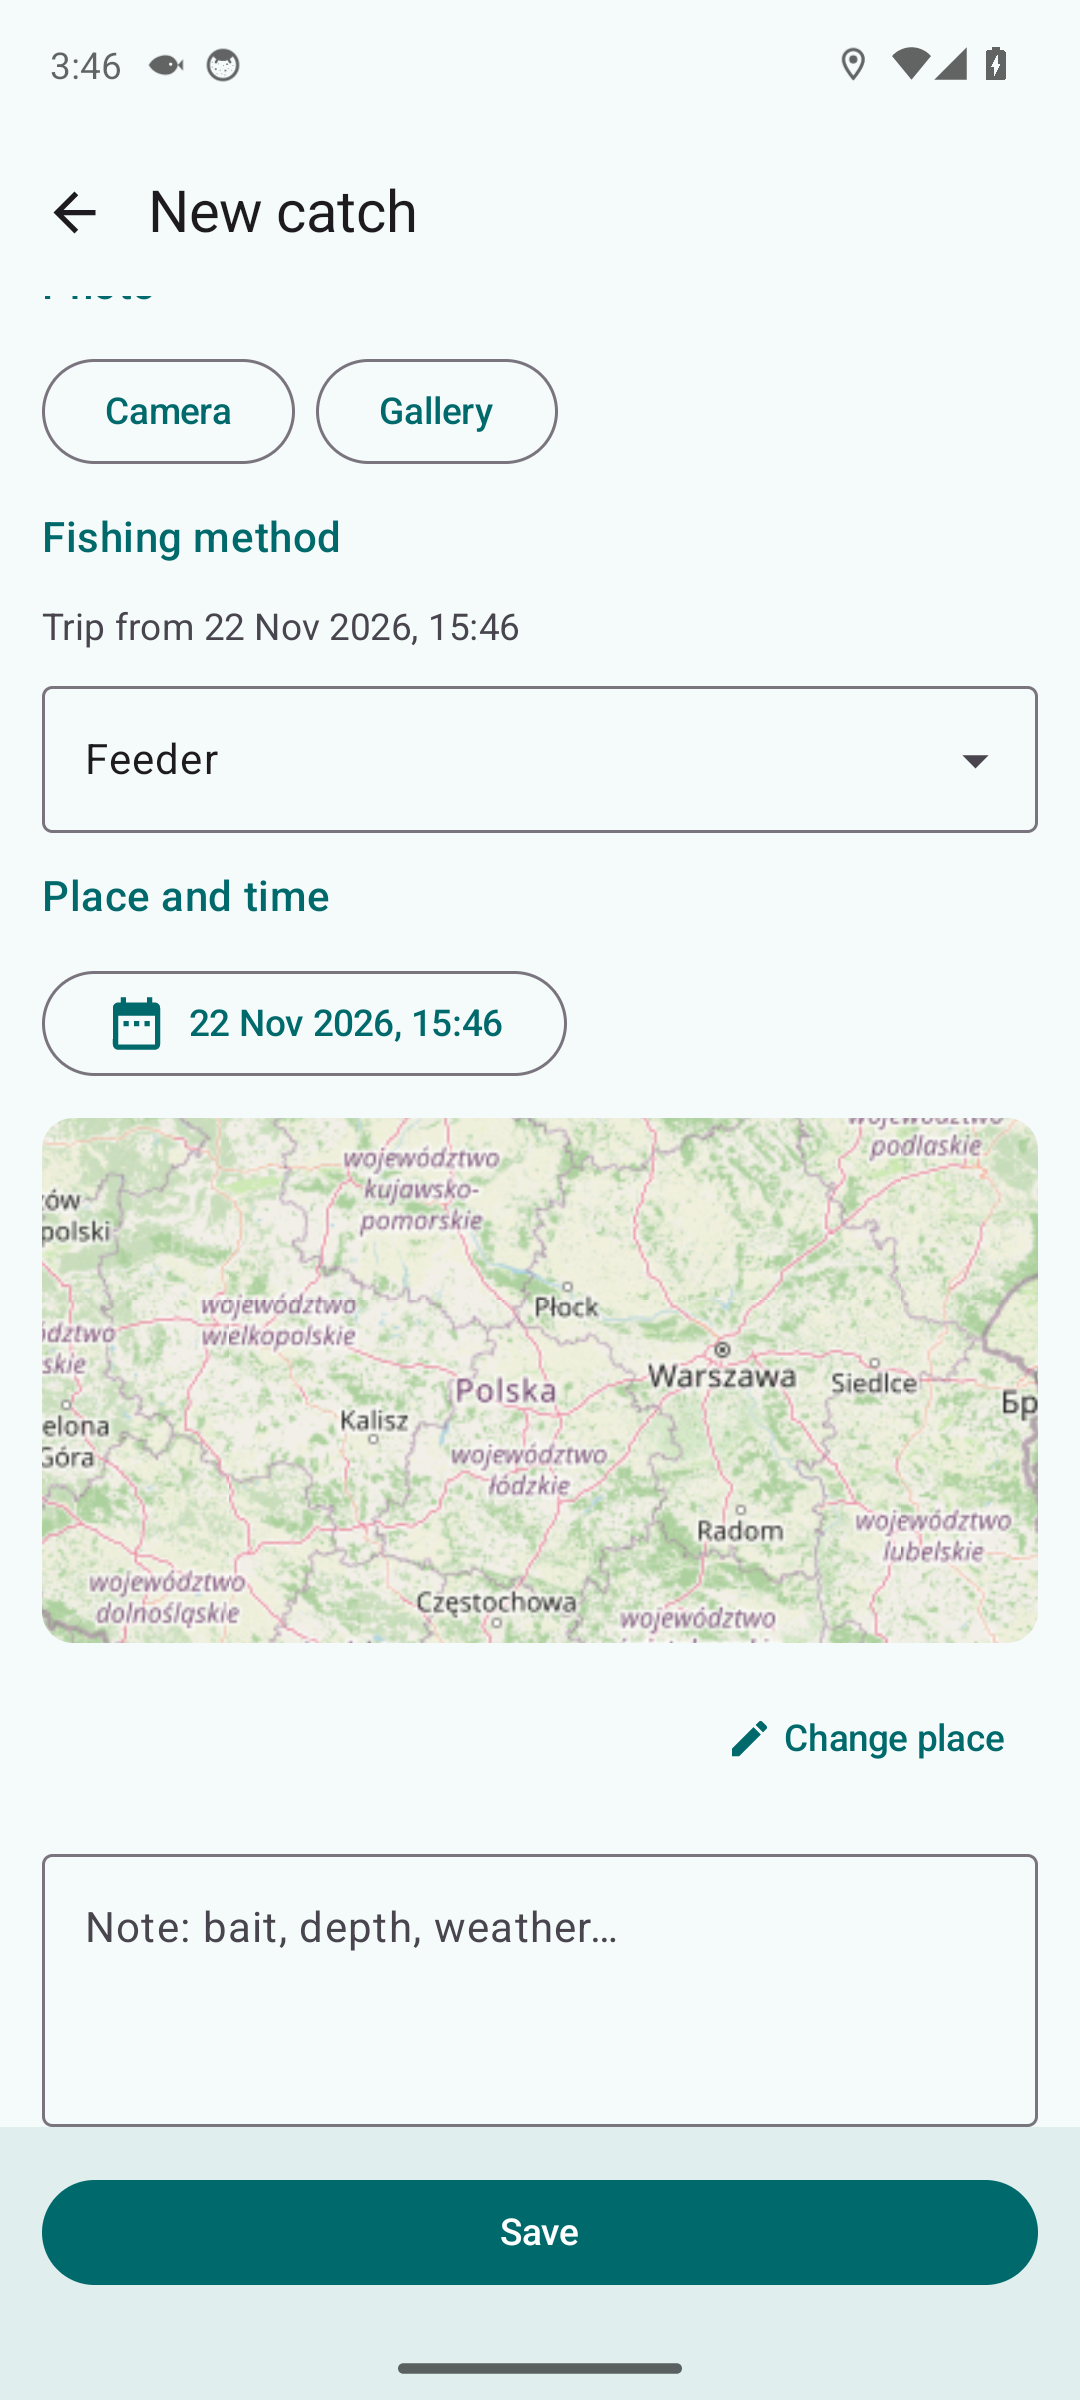 3:46
New catch
Camera
Gallery
Fishing method
Trip from 22 Nov 2026, 15:46
Feeder
Place and time
22 Nov 2026, 15:46
podlaskie
województwo
kujawsko-
pomorskie
polski
Płock
województwo
wielkopolskie
Warszawa
Siedlce
Polska
Kalisz
województwo
łódzkie
Radom
województwo
lubelskie
województwo
dolnośląskie
Częstochowa
województwo
Change place
Note: bait, depth, weather…
Save